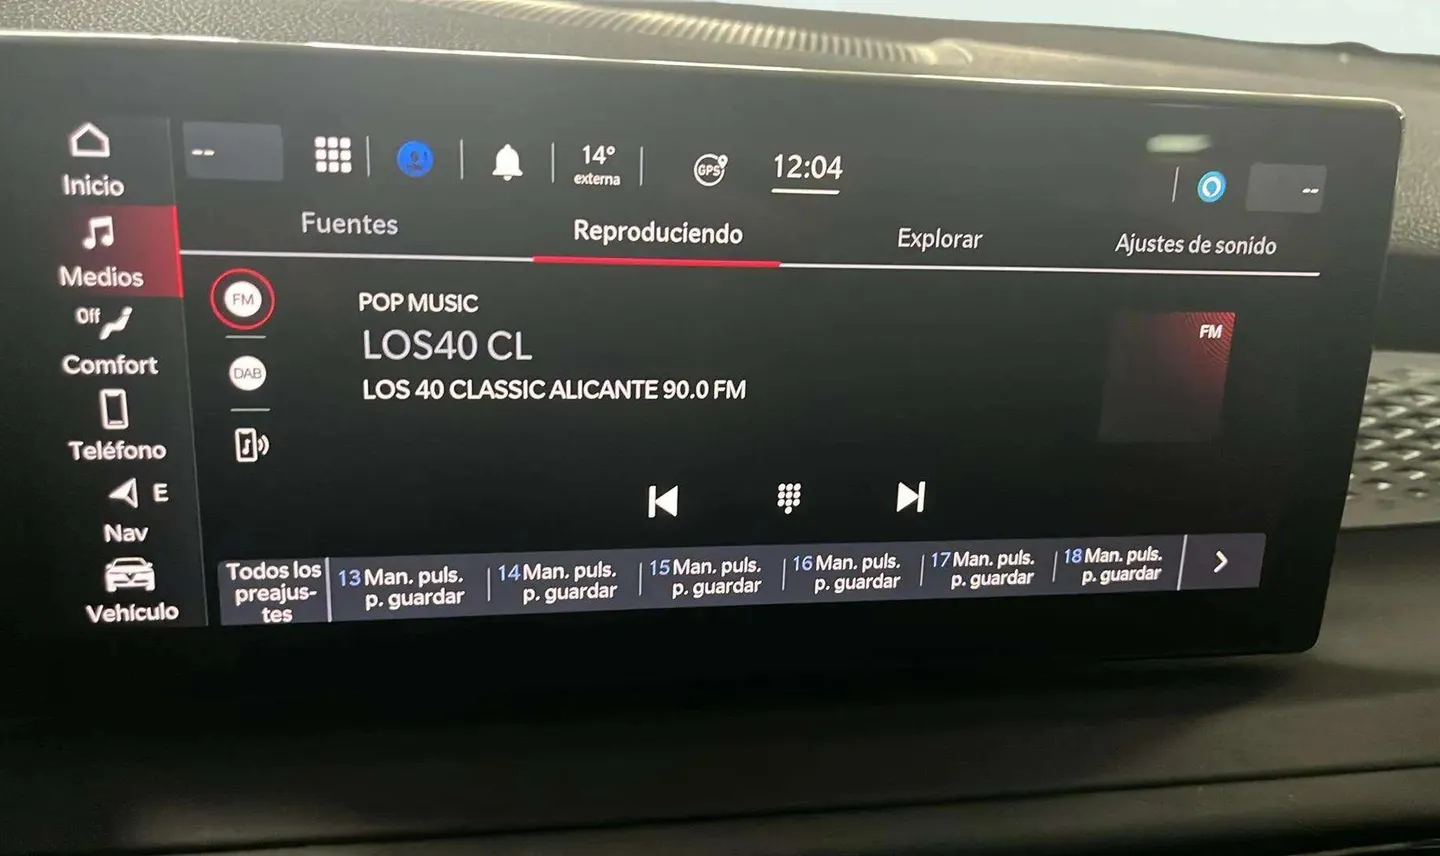 Inicio
Medios
Off
Comfort
Teléfono
E
Nav
Vehículo
--
14°
externa
GPS
12:04
--
Fuentes
Reproduciendo
Explorar
Ajustes de sonido
FM
DAB
POP MUSIC
LOS40 CL
LOS 40 CLASSIC ALICANTE 90.0 FM
FM
Todos los
preajus-
tes
13 Man. puls.
p. guardar
14 Man. puls.
p. guardar
15 Man. puls.
p. guardar
16 Man. puls.
p. guardar
17 Man. puls.
p. guardar
18 Man. puls.
p. guardar